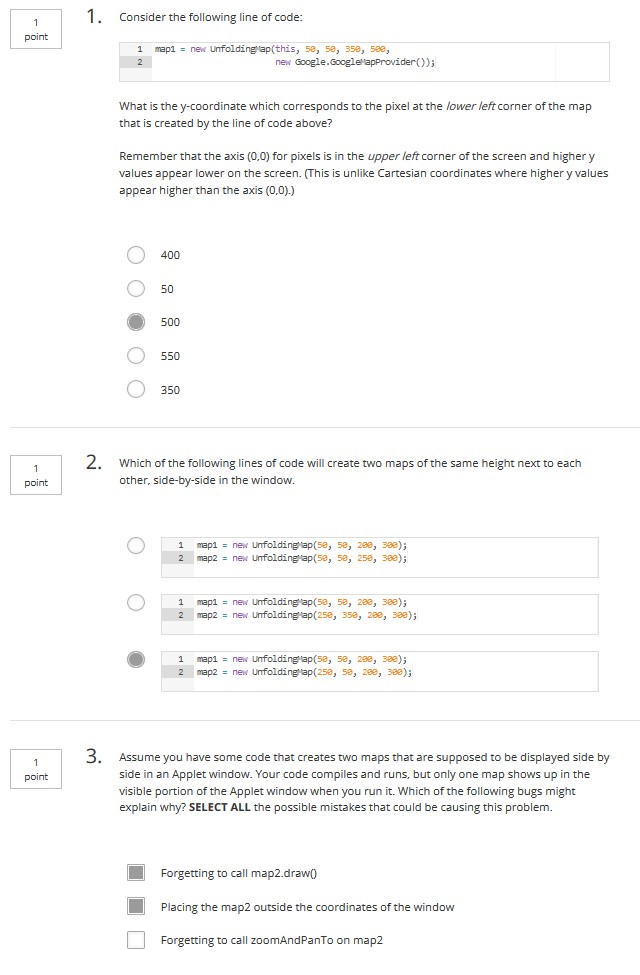 1
point
1. Consider the following line of code:
1 map1 = new UnfoldingMap(this, 50, 50, 350, 500,
2 new Google.GoogleMapProvider());
What is the y-coordinate which corresponds to the pixel at the lower left corner of the map
that is created by the line of code above?
Remember that the axis (0,0) for pixels is in the upper left corner of the screen and higher y
values appear lower on the screen. (This is unlike Cartesian coordinates where higher y values
appear higher than the axis (0,0).)
400
50
500
550
350
1
point
2. Which of the following lines of code will create two maps of the same height next to each
other, side-by-side in the window.
1 map1 = new UnfoldingMap(50, 50, 200, 300);
2 map2 = new UnfoldingMap(50, 50, 250, 300);
1 map1 = new UnfoldingMap(50, 50, 200, 300);
2 map2 = new UnfoldingMap(250, 350, 200, 300);
1 map1 = new UnfoldingMap(50, 50, 200, 300);
2 map2 = new UnfoldingMap(250, 50, 200, 300);
1
point
3. Assume you have some code that creates two maps that are supposed to be displayed side by
side in an Applet window. Your code compiles and runs, but only one map shows up in the
visible portion of the Applet window when you run it. Which of the following bugs might
explain why? SELECT ALL the possible mistakes that could be causing this problem.
Forgetting to call map2.draw()
Placing the map2 outside the coordinates of the window
Forgetting to call zoomAndPanTo on map2